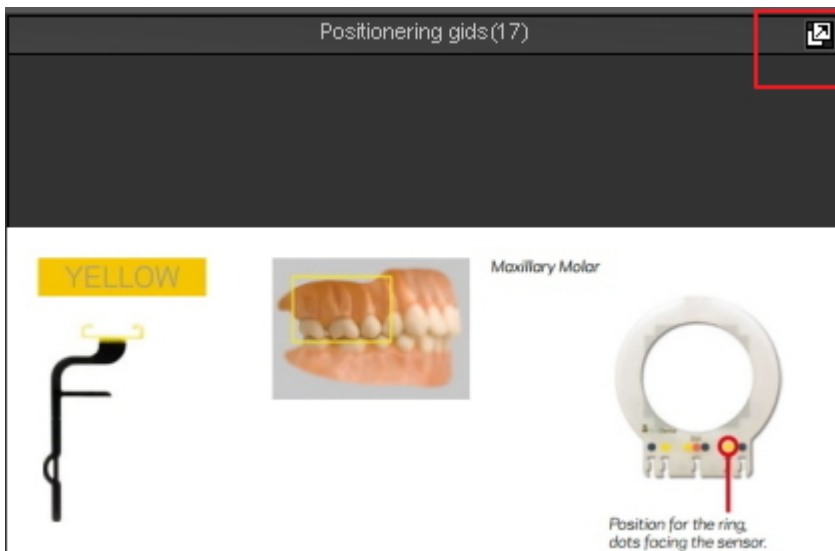 Positionering gids(17)
YELLOW
Maxillary Molar
Position for the ring,
dots facing the sensor.